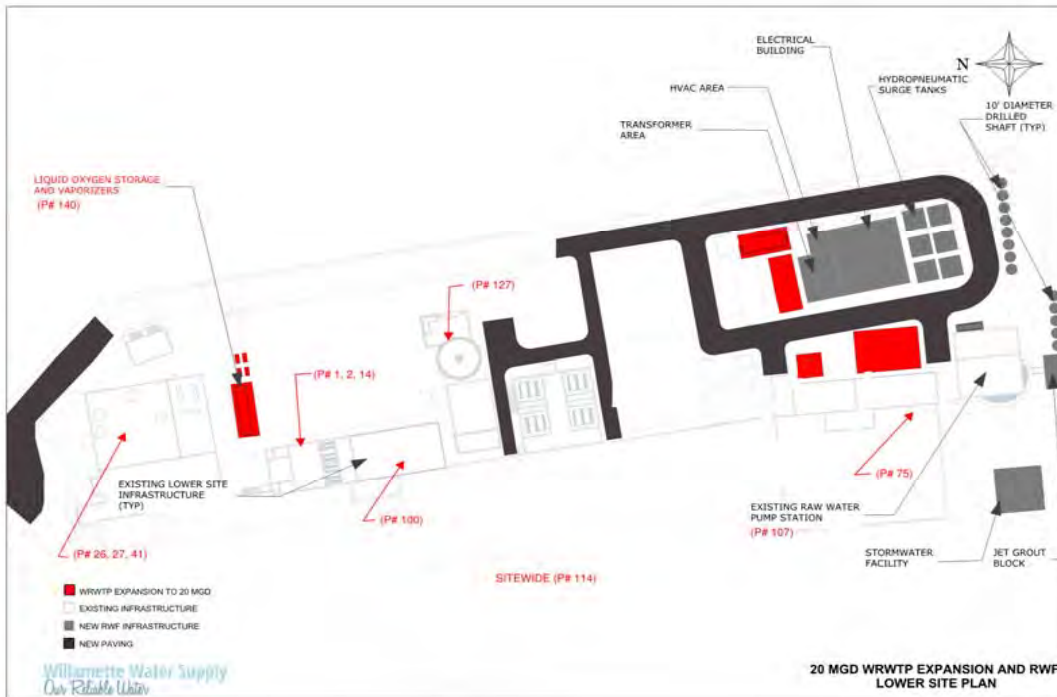 ELECTRICAL
BUILDING
N
HYDROPNEUMATIC
SURGE TANKS
HVAC AREA
10' DIAMETER
DRILLED
SHAFT (TYP)
TRANSFORMER
AREA
LIQUID OXYGEN STORAGE
AND VAPORIZERS
(P# 140)
(P# 127)
(P# 1, 2, 14)
EXISTING LOWER SITE
INFRASTRUCTURE
(TYP)
(P# 75)
(P# 100)
EXISTING RAW WATER
PUMP STATION
(P# 107)
(P# 26, 27, 41)
STORMWATER
FACILITY
JET GROUT
BLOCK
SITEWIDE (P# 114)
WRWTP EXPANSION TO 20 MGD
EXISTING INFRASTRUCTURE
NEW RWF INFRASTRUCTURE
NEW PAVING
Willamette Water Supply
Our Reliable Water
20 MGD WRWTP EXPANSION AND RWF
LOWER SITE PLAN